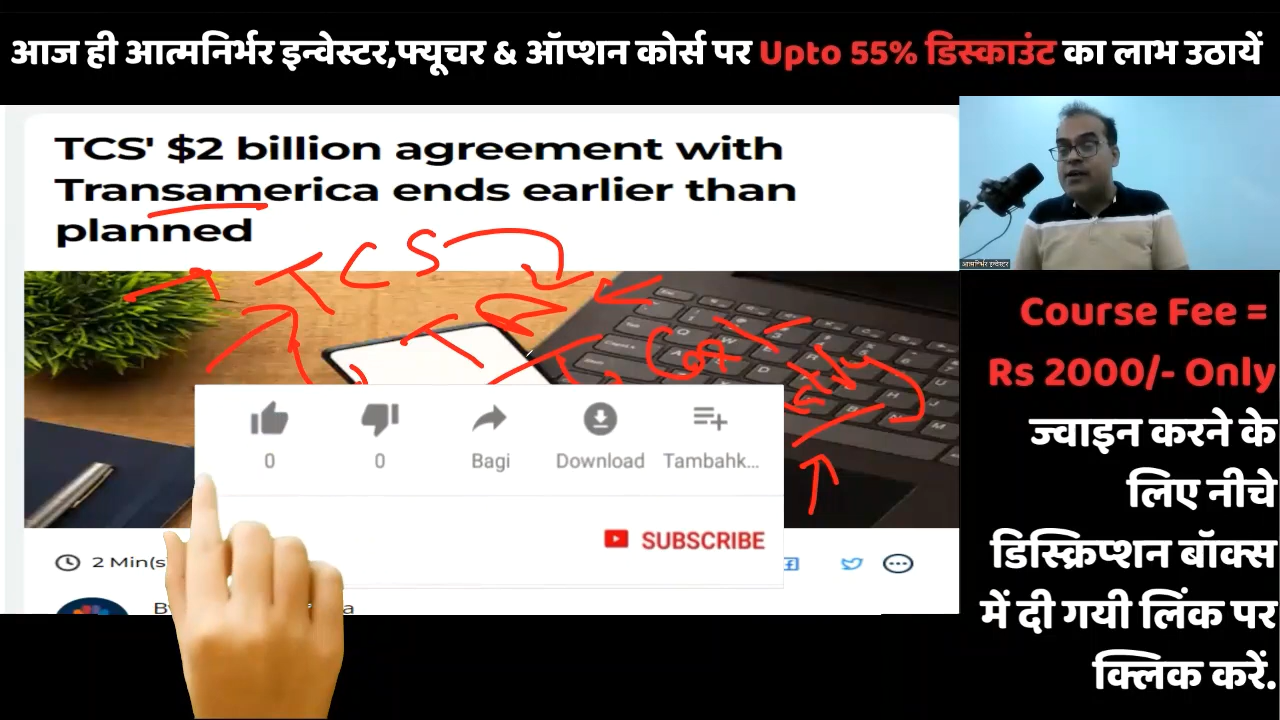 आज ही आत्मनिर्भर इन्वेस्टर,फ्यूचर & ऑप्शन कोर्स पर Upto 55% डिस्काउंट का लाभ उठायें
TCS' $2 billion agreement with
Transamerica ends earlier than
planned
TCS
आत्मनिर्भर इन्वेस्टर
Course Fee =
Rs 2000/- Only
ज्वाइन करने के
लिए नीचे
डिस्क्रिप्शन बॉक्स
में दी गयी लिंक पर
क्लिक करें.
0
0
Bagi
Download
Tambahk...
SUBSCRIBE
2 Min(s